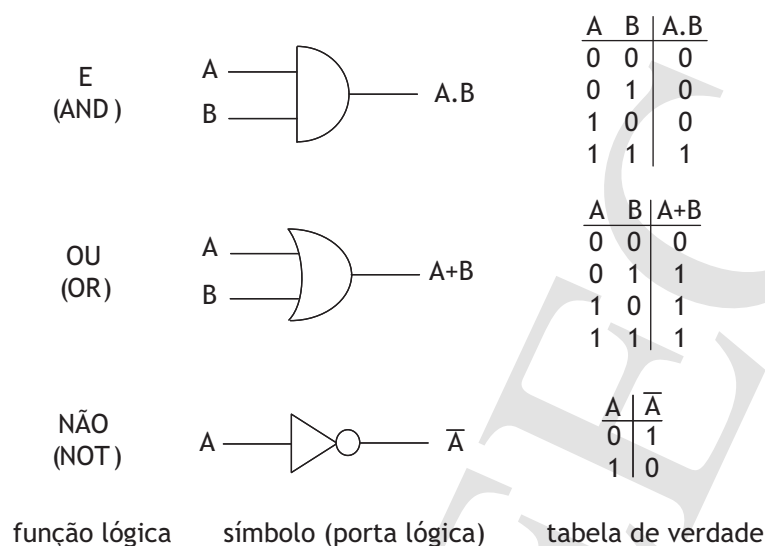 E
(AND )
A
B
A.B
A B A.B
0 0 0
0 1 0
1 0 0
1 1 1
OU
(OR)
A
B
A+B
A B A+B
0 0 0
0 1 1
1 0 1
1 1 1
NÃO
(NOT )
A
A̅
A A̅
0 1
1 0
função lógica símbolo (porta lógica) tabela de verdade